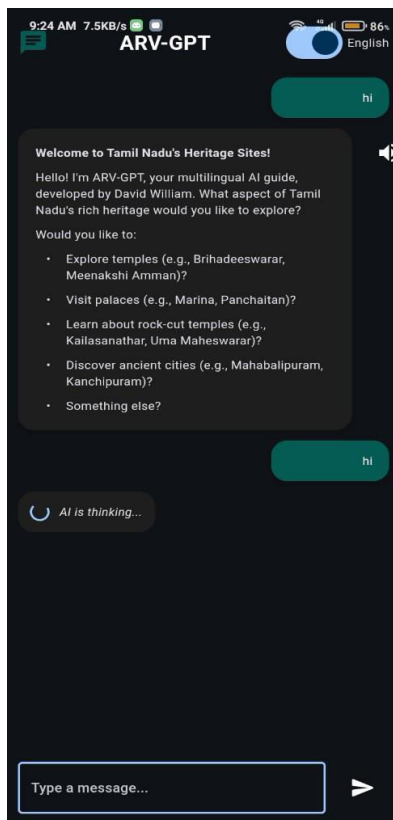 9:24 AM 7.5KB/s 4G 86%
ARV-GPT English
hi
Welcome to Tamil Nadu's Heritage Sites!
Hello! I'm ARV-GPT, your multilingual AI guide,
developed by David William. What aspect of Tamil
Nadu's rich heritage would you like to explore?
Would you like to:
• Explore temples (e.g., Brihadeeswarar,
Meenakshi Amman)?
• Visit palaces (e.g., Marina, Panchaitan)?
• Learn about rock-cut temples (e.g.,
Kailasanathar, Uma Maheswarar)?
• Discover ancient cities (e.g., Mahabalipuram,
Kanchipuram)?
• Something else?
hi
AI is thinking...
Type a message...